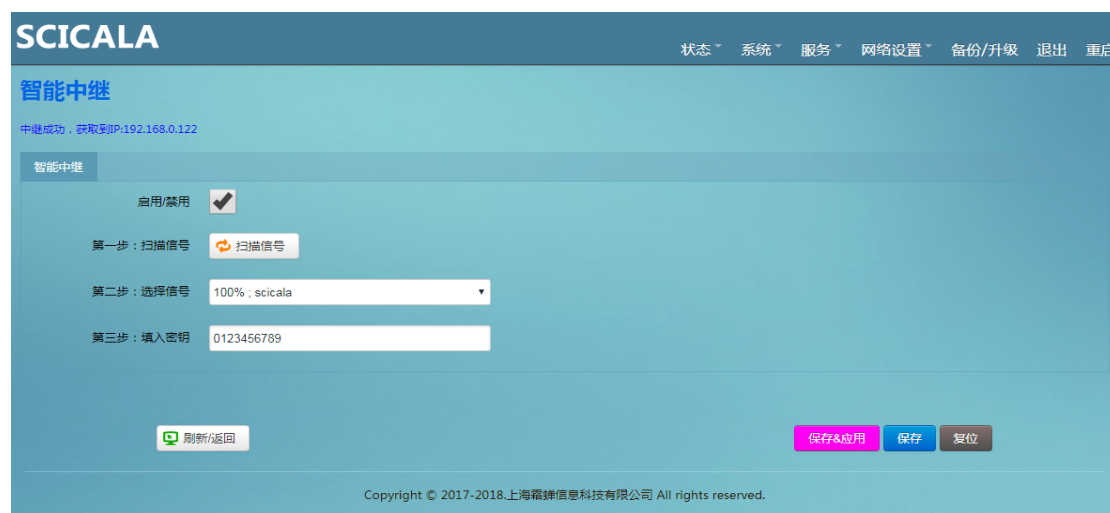 SCICALA
状态 系统 服务 网络设置 备份/升级 退出 重启
智能中继
中继成功，获取到IP:192.168.0.122
智能中继
启用/禁用
第一步：扫描信号 扫描信号
第二步：选择信号 100% ; scicala
第三步：填入密钥 0123456789
刷新/返回 保存&应用 保存 复位
Copyright © 2017-2018.上海霜蝉信息科技有限公司 All rights reserved.